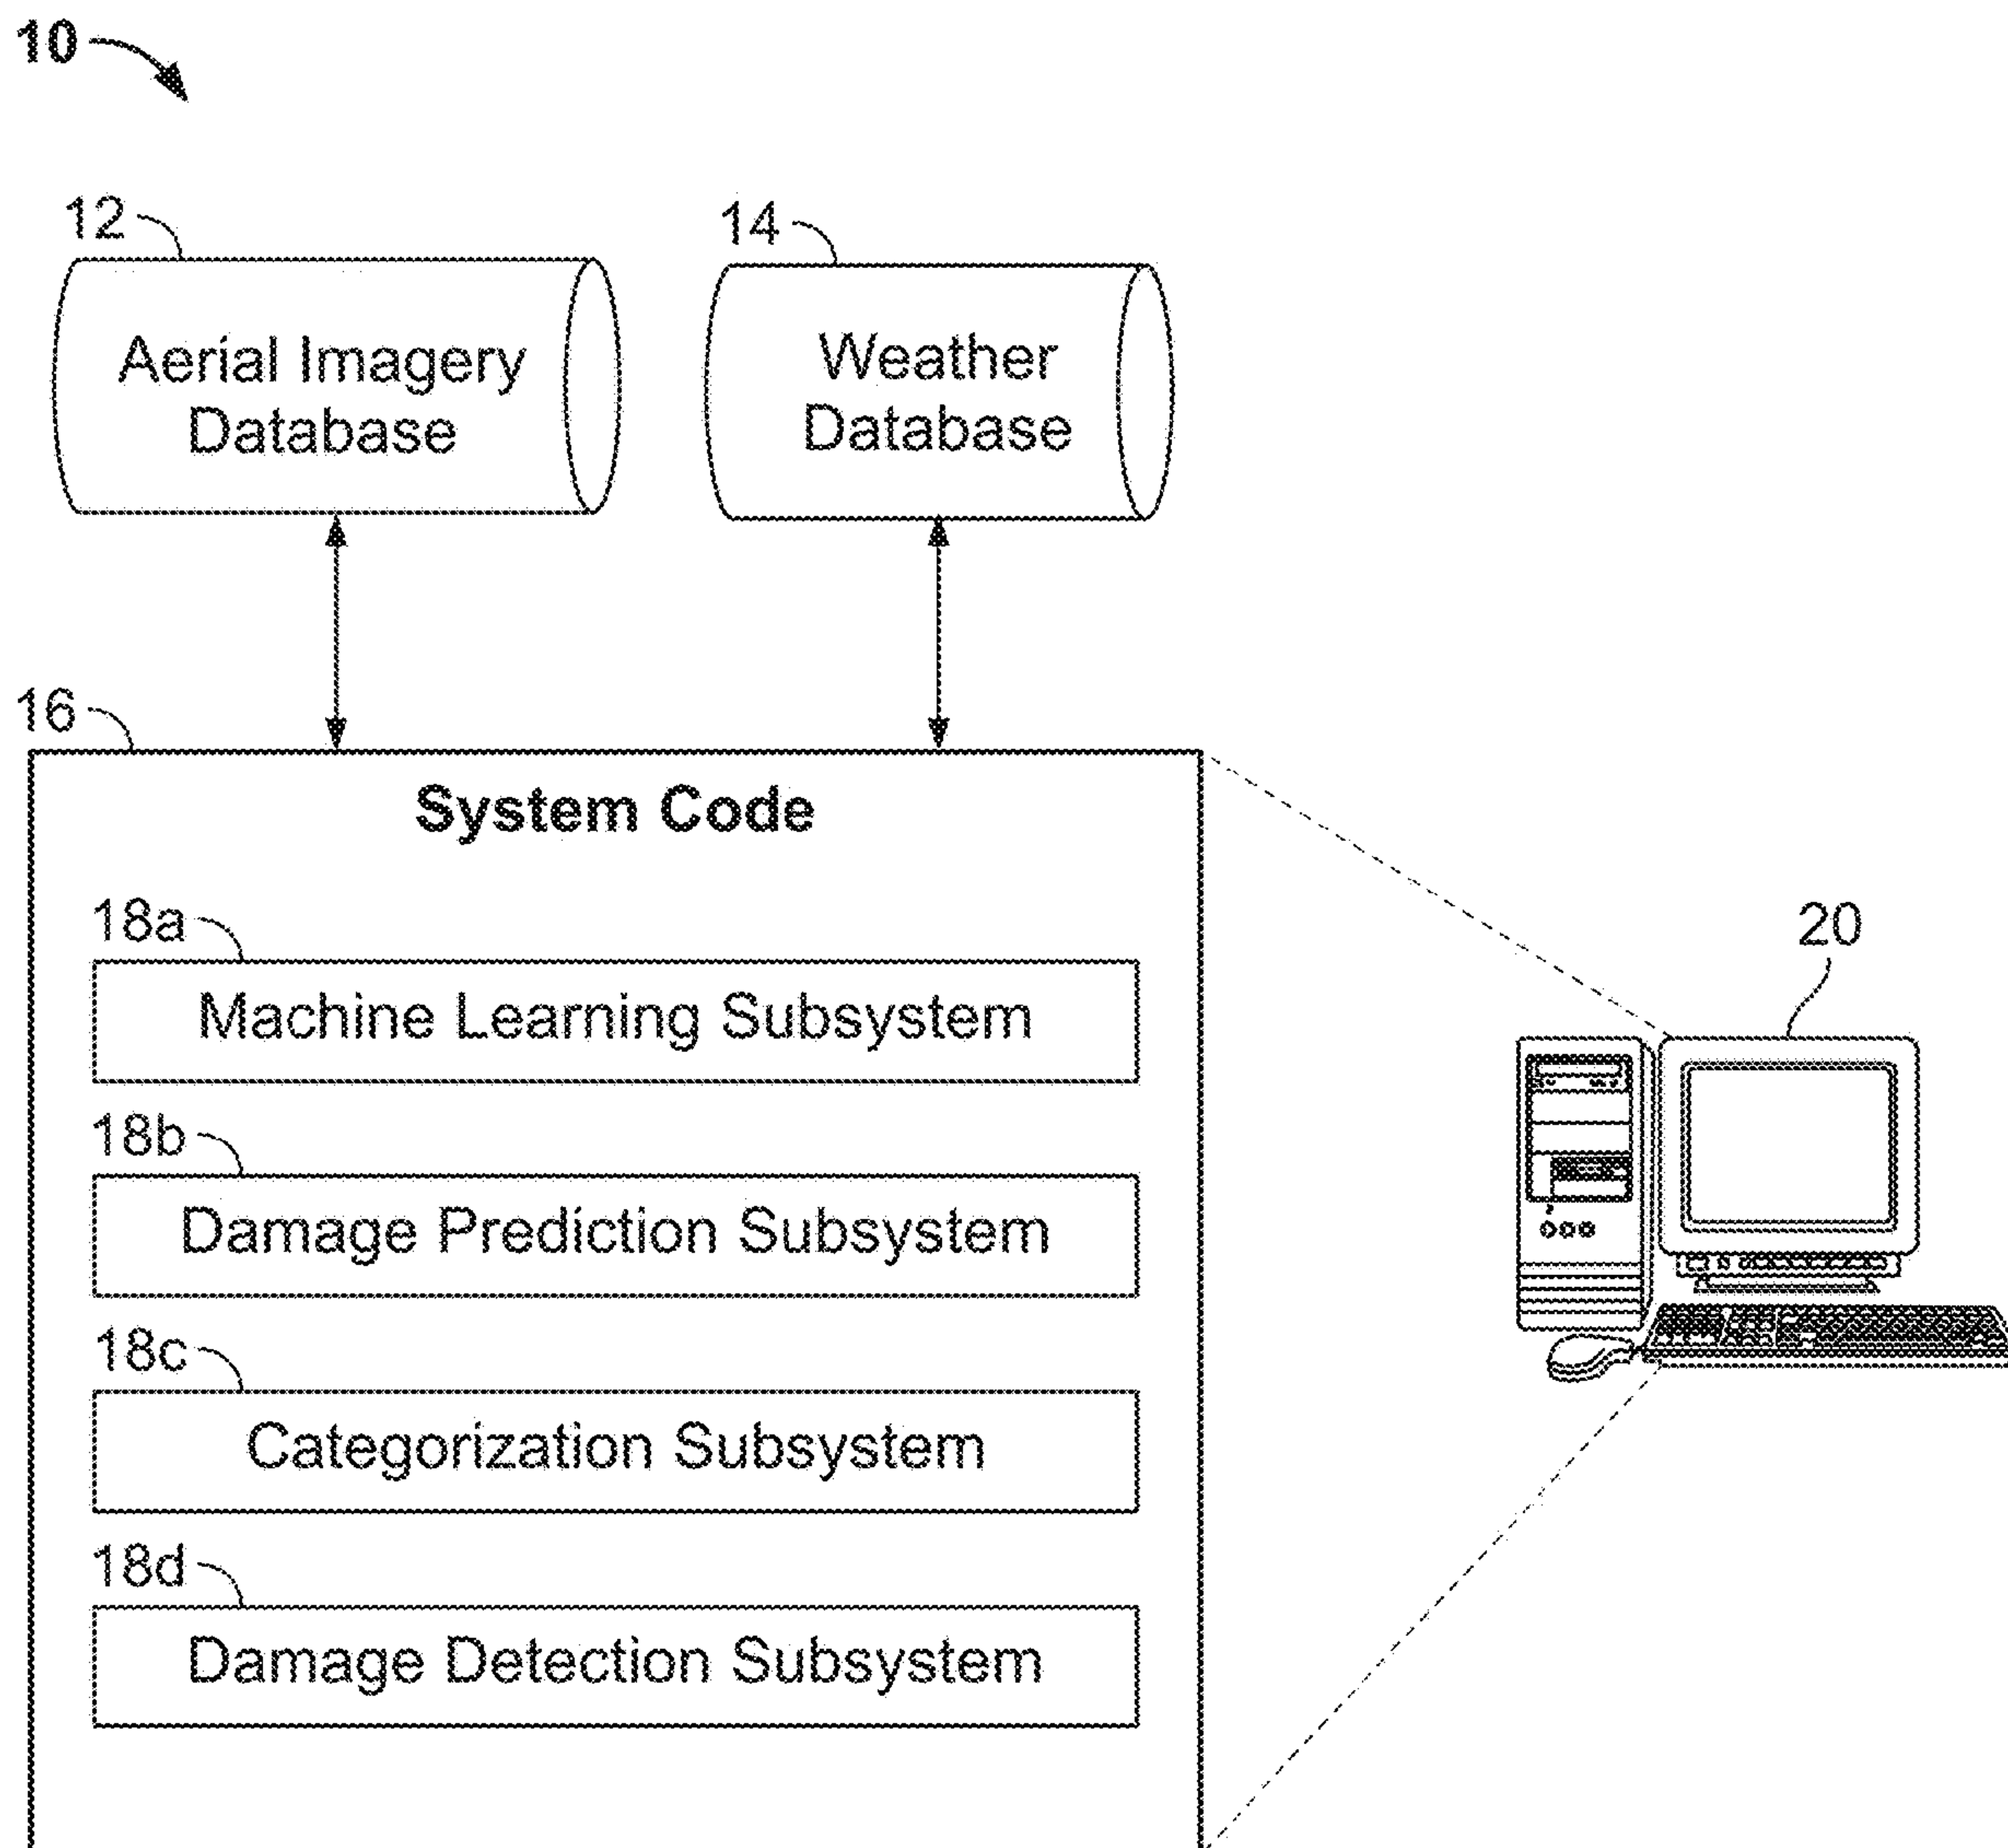 10
12
14
Aerial Imagery
Database
Weather
Database
16
System Code
18a
Machine Learning Subsystem
18b
Damage Prediction Subsystem
18c
Categorization Subsystem
18d
Damage Detection Subsystem
20